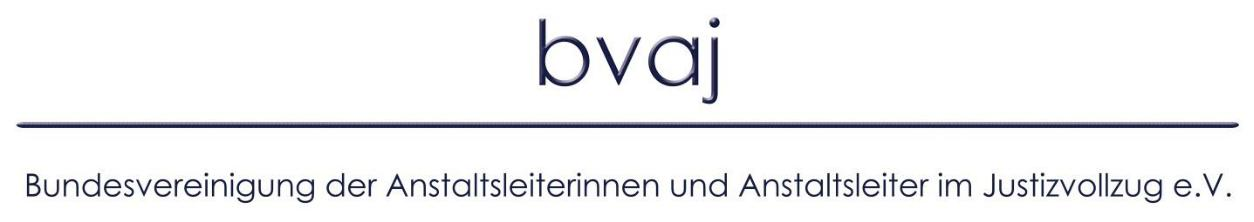 bvaj
Bundesvereinigung der Anstaltsleiterinnen und Anstaltsleiter im Justizvollzug e.V.